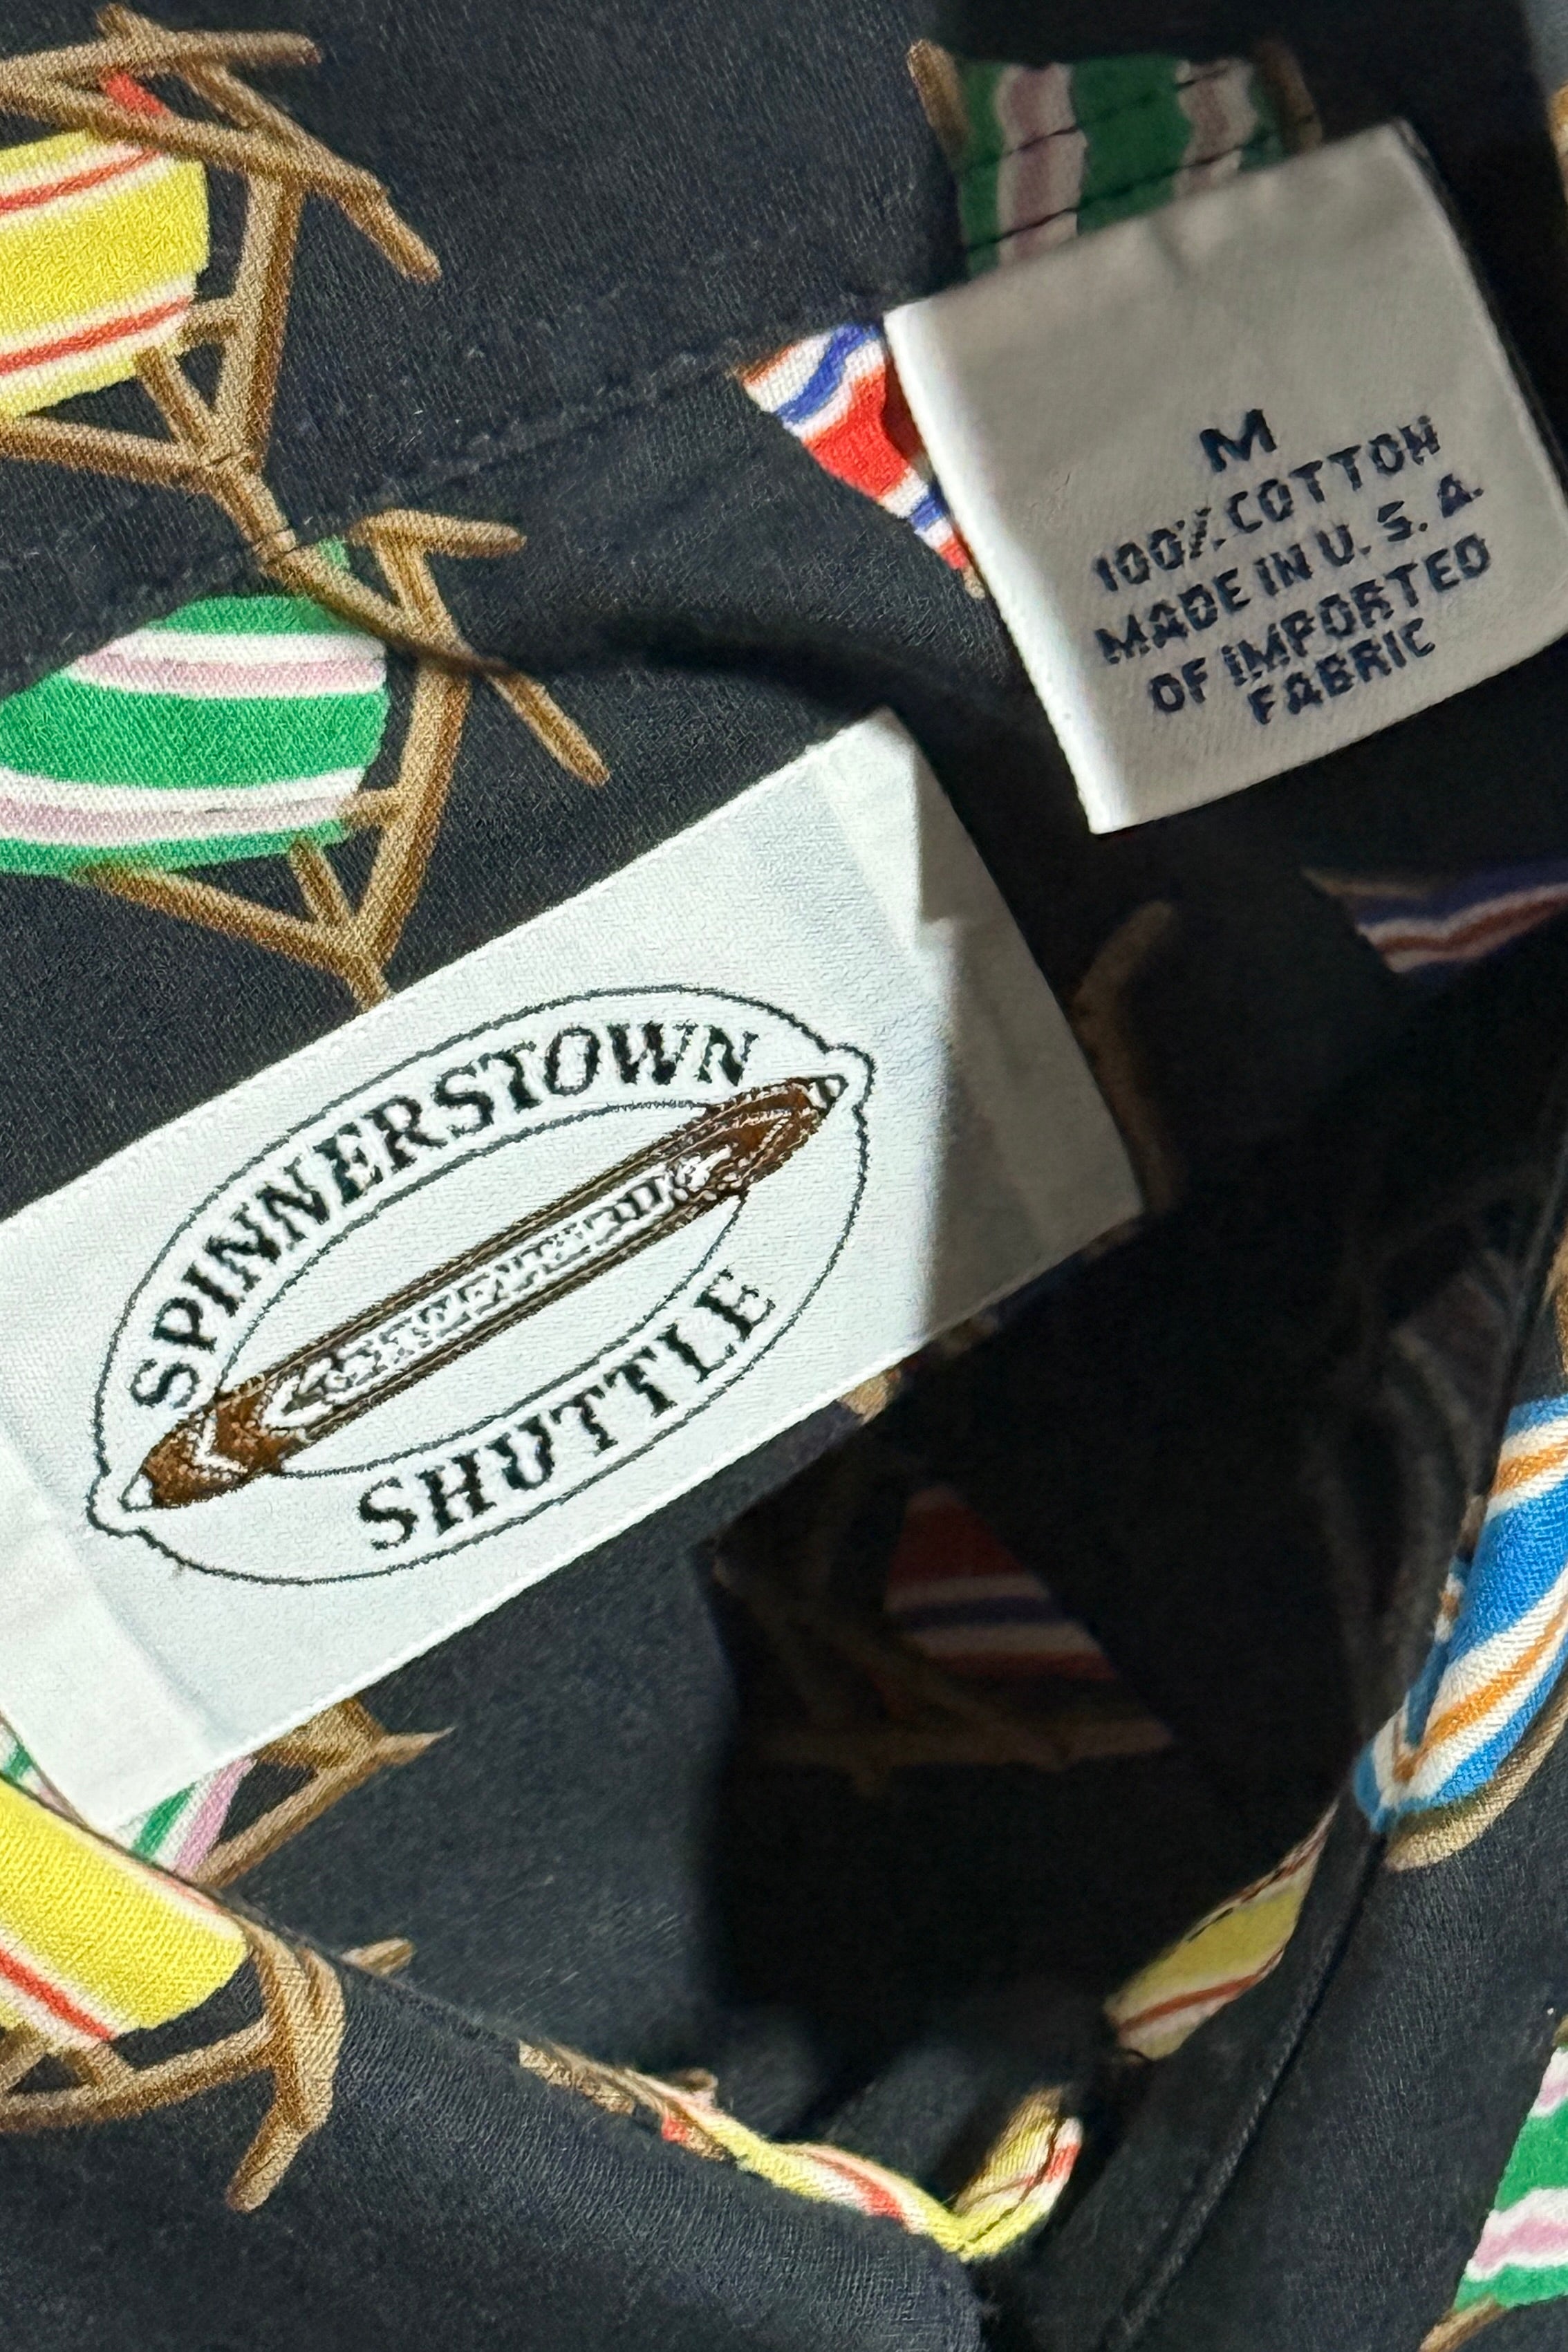 M
100% COTTON
MADE IN U. S. A.
OF IMPORTED
FABRIC
SPINNERSTOWN
SHUTTLE